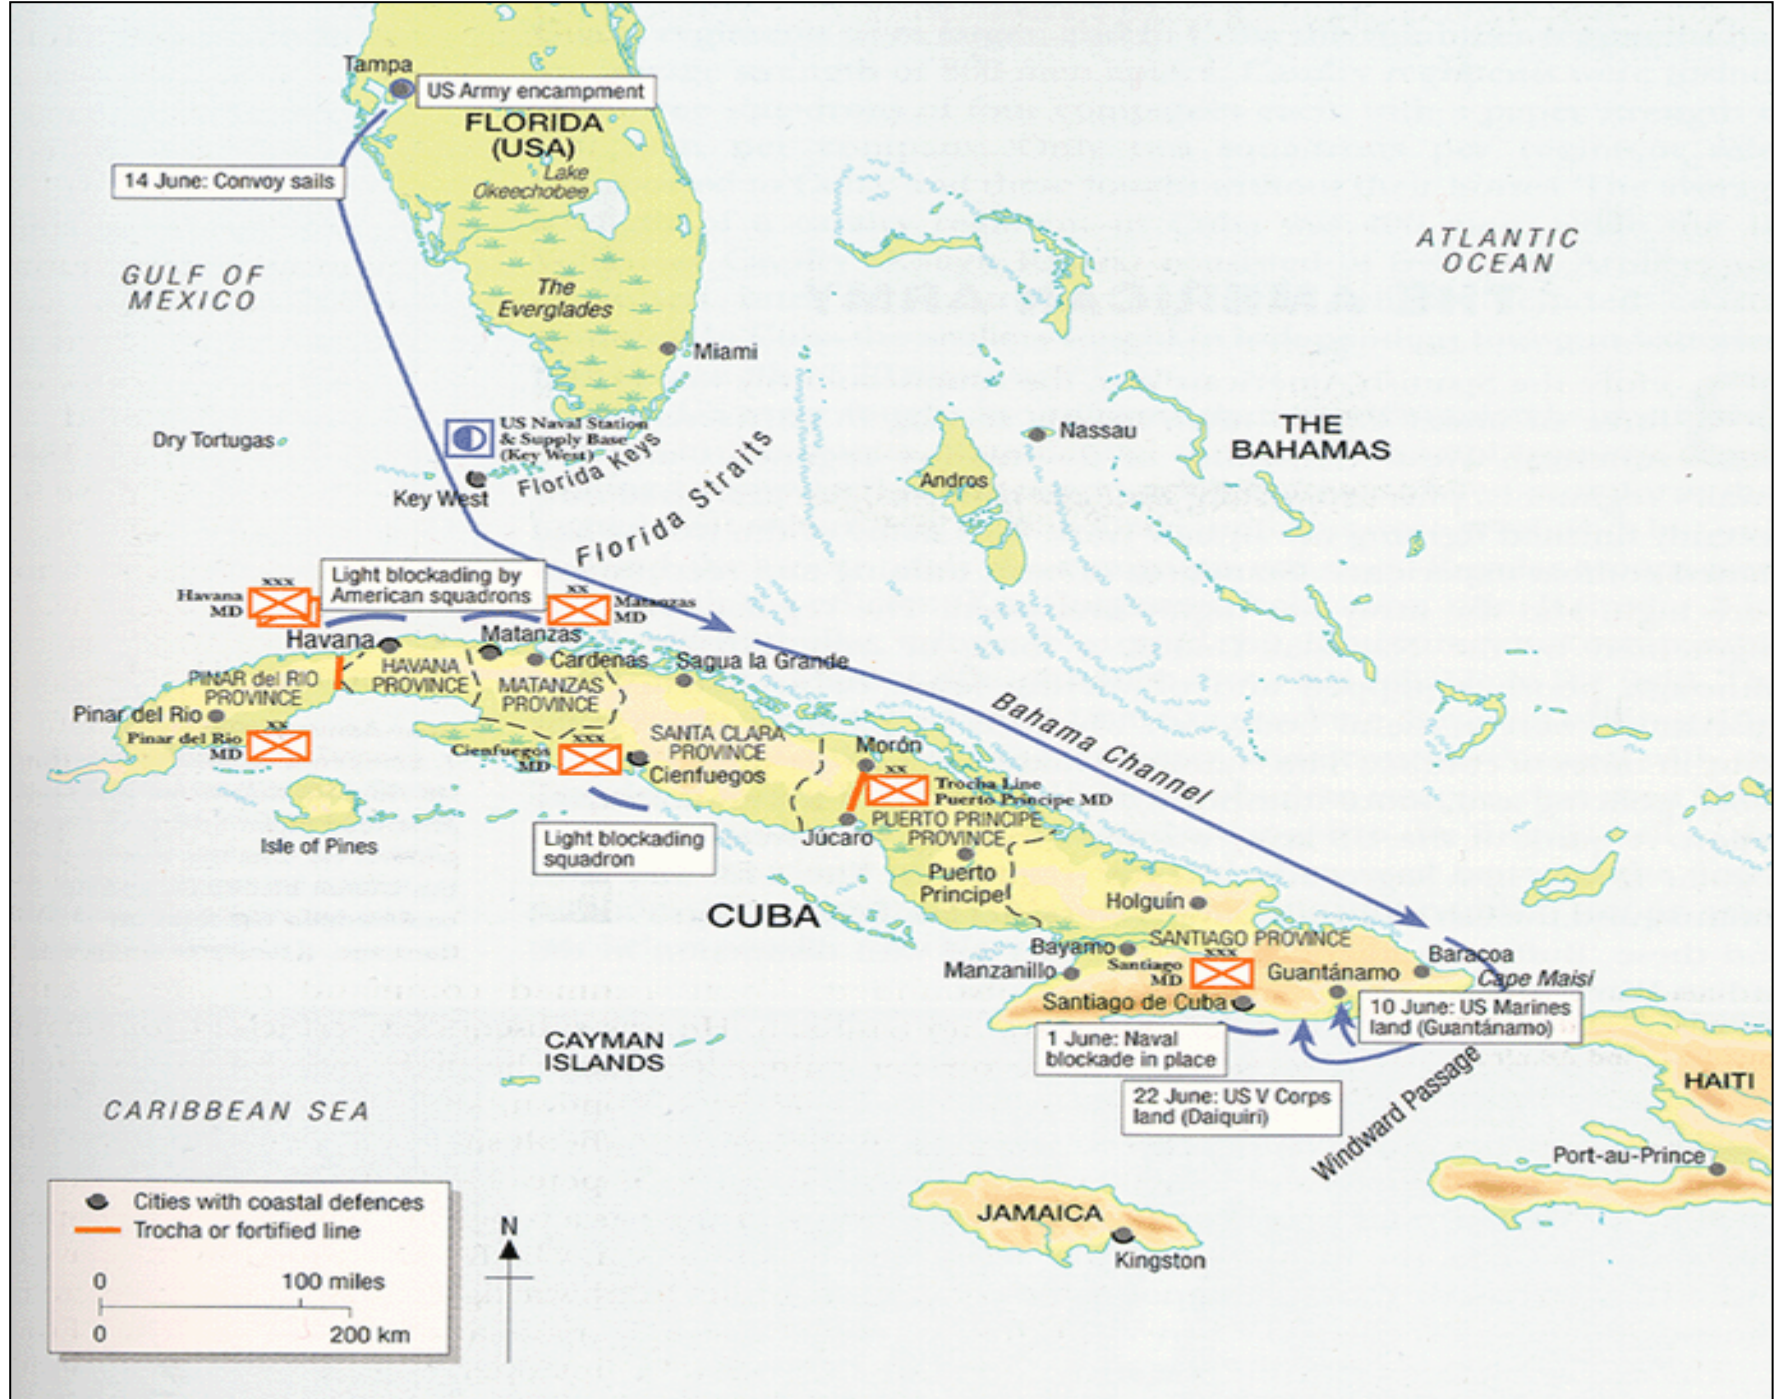 Tampa
US Army encampment
FLORIDA
(USA)
Lake
Okeechobee
14 June: Convoy sails
GULF OF
MEXICO
ATLANTIC
OCEAN
The
Everglades
Miami
US Naval Station
& Supply Base
(Key West)
Dry Tortugas
Key West
Florida Keys
Florida Straits
Nassau
THE
BAHAMAS
Andros
Light blockading by
American squadrons
xxx
Havana
MD
xx
Matanzas
MD
Havana
Matanzas
Cardenas
Sagua la Grande
PINAR del RIO
PROVINCE
HAVANA
PROVINCE
MATANZAS
PROVINCE
Pinar del Rio
xx
Pinar del Rio
MD
xxx
Cienfuegos
MD
SANTA CLARA
PROVINCE
Cienfuegos
Bahama Channel
Morón
xx
Trocha Line
Puerto Principe MD
Júcaro
PUERTO PRINCIPE
PROVINCE
Isle of Pines
Light blockading
squadron
Puerto
Principe
CUBA
Holguín
Bayamo
SANTIAGO PROVINCE
xxx
Santiago
MD
Manzanillo
Guantánamo
Baracoa
Cape Maisi
Santiago de Cuba
10 June: US Marines
land (Guantánamo)
1 June: Naval
blockade in place
22 June: US V Corps
land (Daiquiri)
Windward Passage
CAYMAN
ISLANDS
HAITI
CARIBBEAN SEA
Port-au-Prince
JAMAICA
Kingston
Cities with coastal defences
Trocha or fortified line
0 100 miles
0 200 km
N